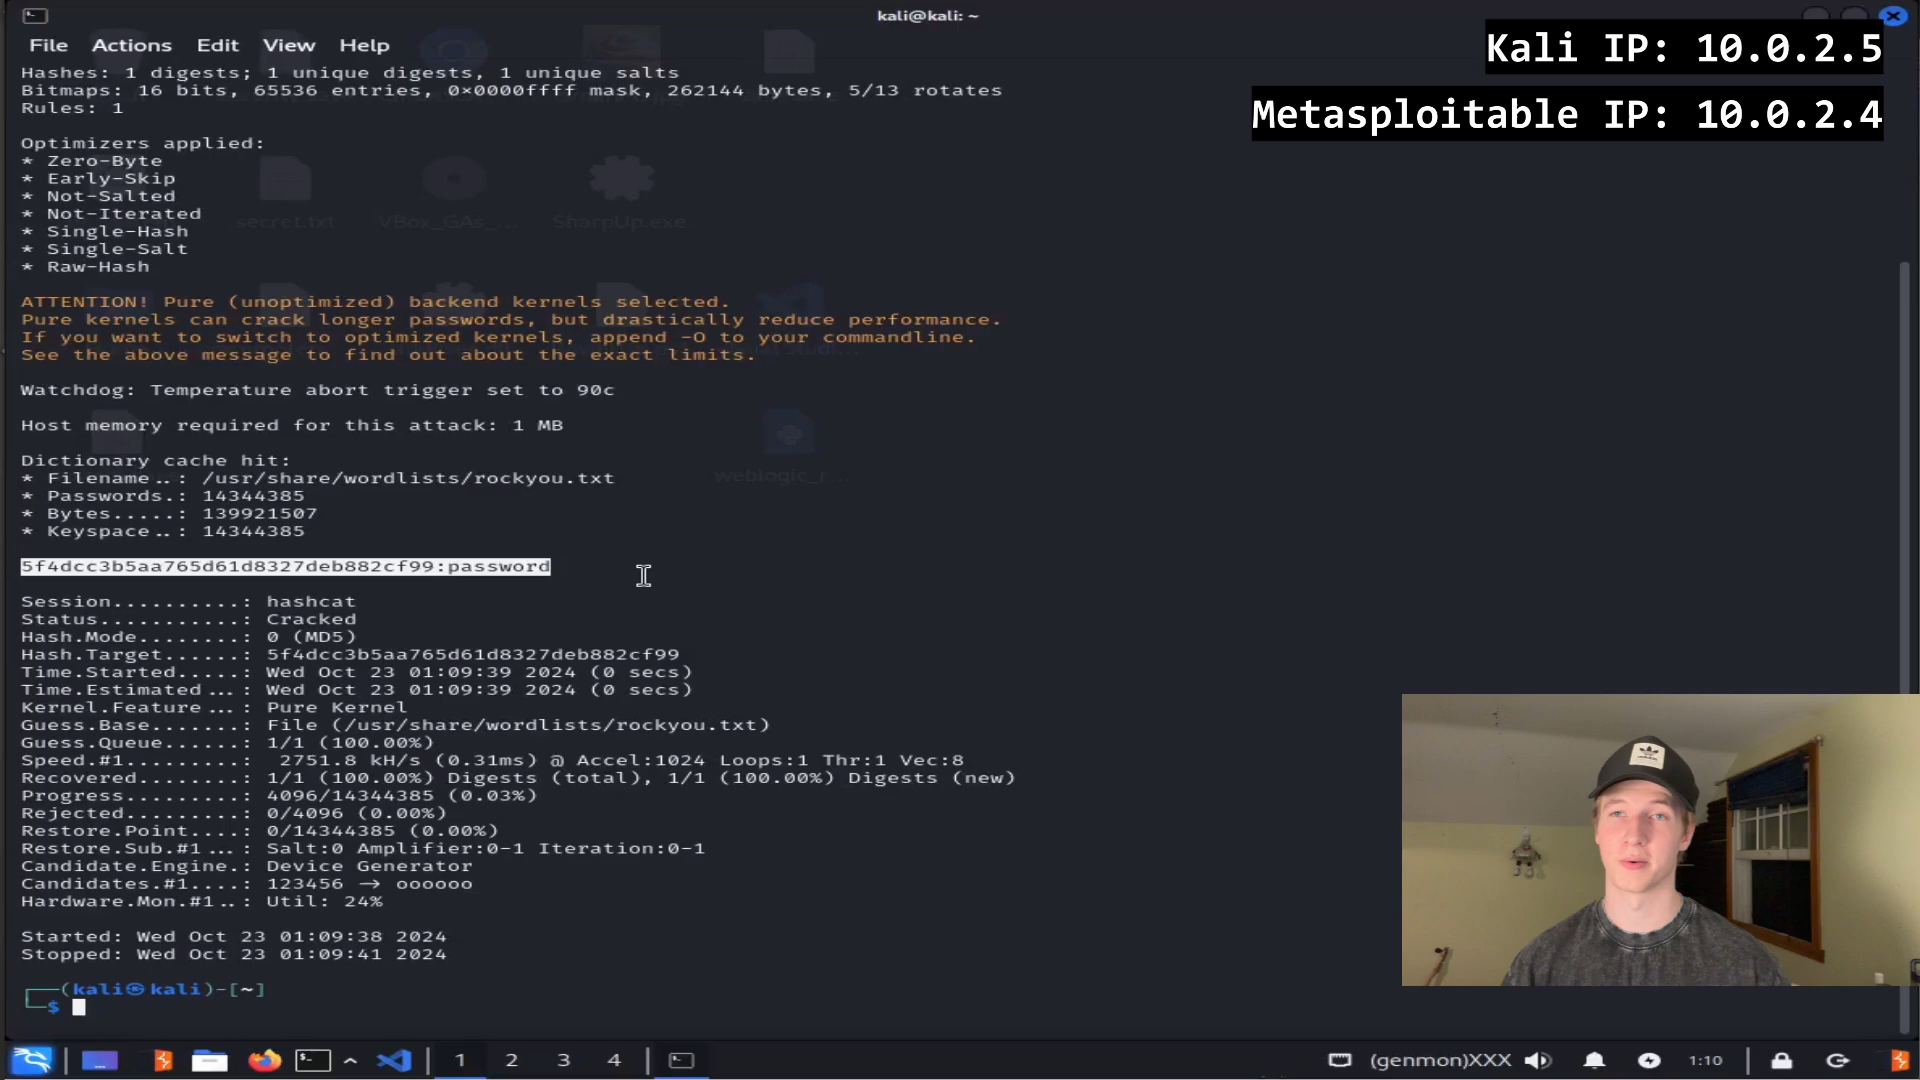 kali@kali: ~
File Actions Edit View Help
Kali IP: 10.0.2.5
Metasploitable IP: 10.0.2.4
Hashes: 1 digests; 1 unique digests, 1 unique salts
Bitmaps: 16 bits, 65536 entries, 0x0000ffff mask, 262144 bytes, 5/13 rotates
Rules: 1
Optimizers applied:
* Zero-Byte
* Early-Skip
* Not-Salted
* Not-Iterated
* Single-Hash
* Single-Salt
* Raw-Hash
secret.txt VBox_GAs_... SharpUp.exe
ATTENTION! Pure (unoptimized) backend kernels selected.
Pure kernels can crack longer passwords, but drastically reduce performance.
If you want to switch to optimized kernels, append -O to your commandline.
See the above message to find out about the exact limits.
Watchdog: Temperature abort trigger set to 90c
Host memory required for this attack: 1 MB
Dictionary cache hit:
* Filename..: /usr/share/wordlists/rockyou.txt
* Passwords.: 14344385
* Bytes.....: 139921507
* Keyspace..: 14344385
weblogic_r...
5f4dcc3b5aa765d61d8327deb882cf99:password
Session..........: hashcat
Status...........: Cracked
Hash.Mode........: 0 (MD5)
Hash.Target......: 5f4dcc3b5aa765d61d8327deb882cf99
Time.Started.....: Wed Oct 23 01:09:39 2024 (0 secs)
Time.Estimated...: Wed Oct 23 01:09:39 2024 (0 secs)
Kernel.Feature...: Pure Kernel
Guess.Base.......: File (/usr/share/wordlists/rockyou.txt)
Guess.Queue......: 1/1 (100.00%)
Speed.#1.........: 2751.8 kH/s (0.31ms) @ Accel:1024 Loops:1 Thr:1 Vec:8
Recovered........: 1/1 (100.00%) Digests (total), 1/1 (100.00%) Digests (new)
Progress.........: 4096/14344385 (0.03%)
Rejected.........: 0/4096 (0.00%)
Restore.Point....: 0/14344385 (0.00%)
Restore.Sub.#1...: Salt:0 Amplifier:0-1 Iteration:0-1
Candidate.Engine.: Device Generator
Candidates.#1....: 123456 -> oooooo
Hardware.Mon.#1..: Util: 24%
Started: Wed Oct 23 01:09:38 2024
Stopped: Wed Oct 23 01:09:41 2024
┌──(kali㉿kali)-[~]
└─$
1 2 3 4 (genmon)XXX 1:10